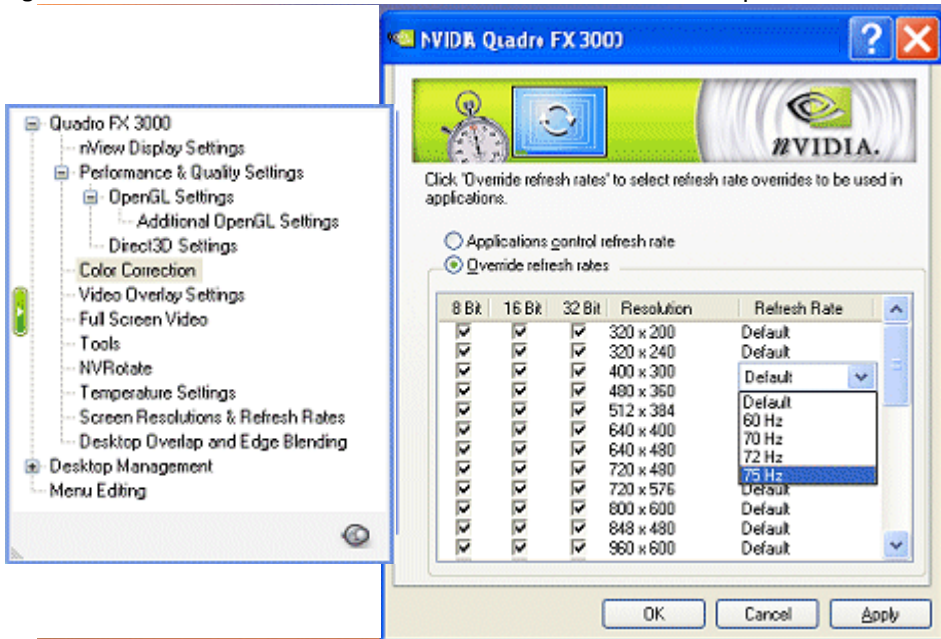 NVIDIA Quadro FX 3000
NVIDIA.
Click 'Override refresh rates' to select refresh rate overrides to be used in
applications.
Applications control refresh rate
Override refresh rates
8 Bit 16 Bit 32 Bit Resolution Refresh Rate
320 x 200 Default
320 x 240 Default
400 x 300 Default
480 x 360
512 x 384
640 x 400
640 x 480
720 x 480
720 x 576 Default
800 x 600 Default
848 x 480 Default
960 x 600 Default
Default
60 Hz
70 Hz
72 Hz
75 Hz
OK Cancel Apply
Quadro FX 3000
nView Display Settings
Performance & Quality Settings
OpenGL Settings
Additional OpenGL Settings
Direct3D Settings
Color Correction
Video Overlay Settings
Full Screen Video
Tools
NVRotate
Temperature Settings
Screen Resolutions & Refresh Rates
Desktop Overlap and Edge Blending
Desktop Management
Menu Editing